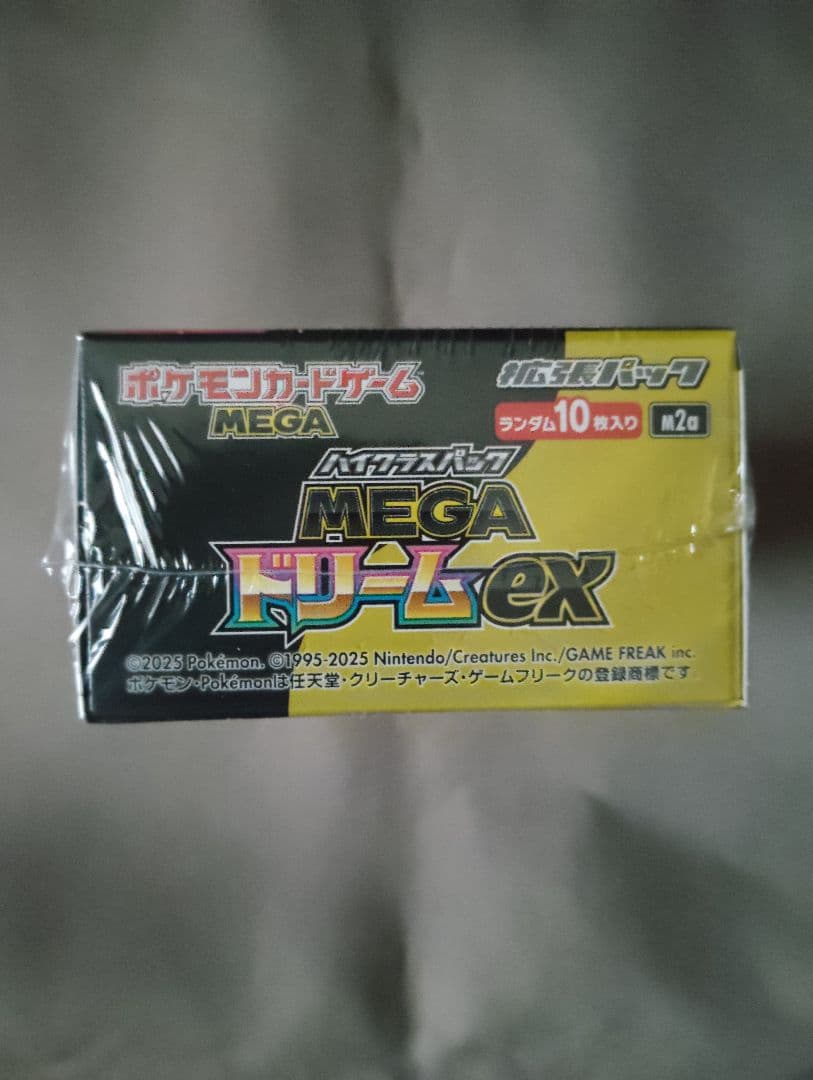 ポケモンカードゲーム
MEGA
拡張パック
ランダム10枚入り M2a
ハイクラスパック
MEGA
ドリームex
©2025 Pokémon. ©1995-2025 Nintendo/Creatures Inc./GAME FREAK inc.
ポケモン・Pokémonは任天堂・クリーチャーズ・ゲームフリークの登録商標です。